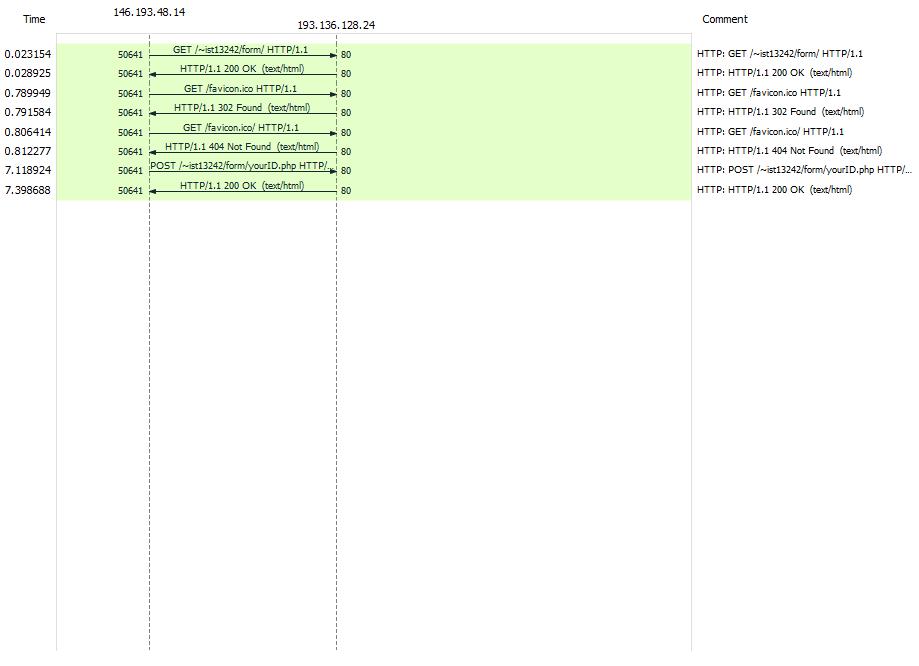 Time 146.193.48.14 193.136.128.24 Comment
0.023154 50641 GET /~ist13242/form/ HTTP/1.1 80 HTTP: GET /~ist13242/form/ HTTP/1.1
0.028925 50641 HTTP/1.1 200 OK (text/html) 80 HTTP: HTTP/1.1 200 OK (text/html)
0.789949 50641 GET /favicon.ico HTTP/1.1 80 HTTP: GET /favicon.ico HTTP/1.1
0.791584 50641 HTTP/1.1 302 Found (text/html) 80 HTTP: HTTP/1.1 302 Found (text/html)
0.806414 50641 GET /favicon.ico/ HTTP/1.1 80 HTTP: GET /favicon.ico/ HTTP/1.1
0.812277 50641 HTTP/1.1 404 Not Found (text/html) 80 HTTP: HTTP/1.1 404 Not Found (text/html)
7.118924 50641 POST /~ist13242/form/yourID.php HTTP/... 80 HTTP: POST /~ist13242/form/yourID.php HTTP/...
7.398688 50641 HTTP/1.1 200 OK (text/html) 80 HTTP: HTTP/1.1 200 OK (text/html)